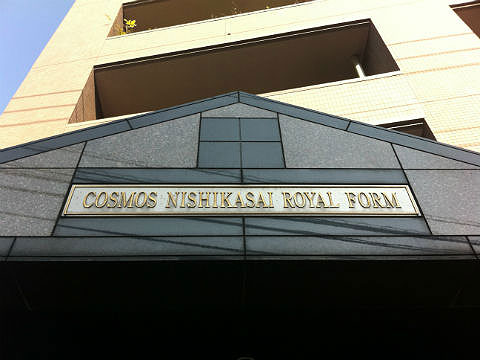 COSMOS NISHIKASAI ROYAL FORM